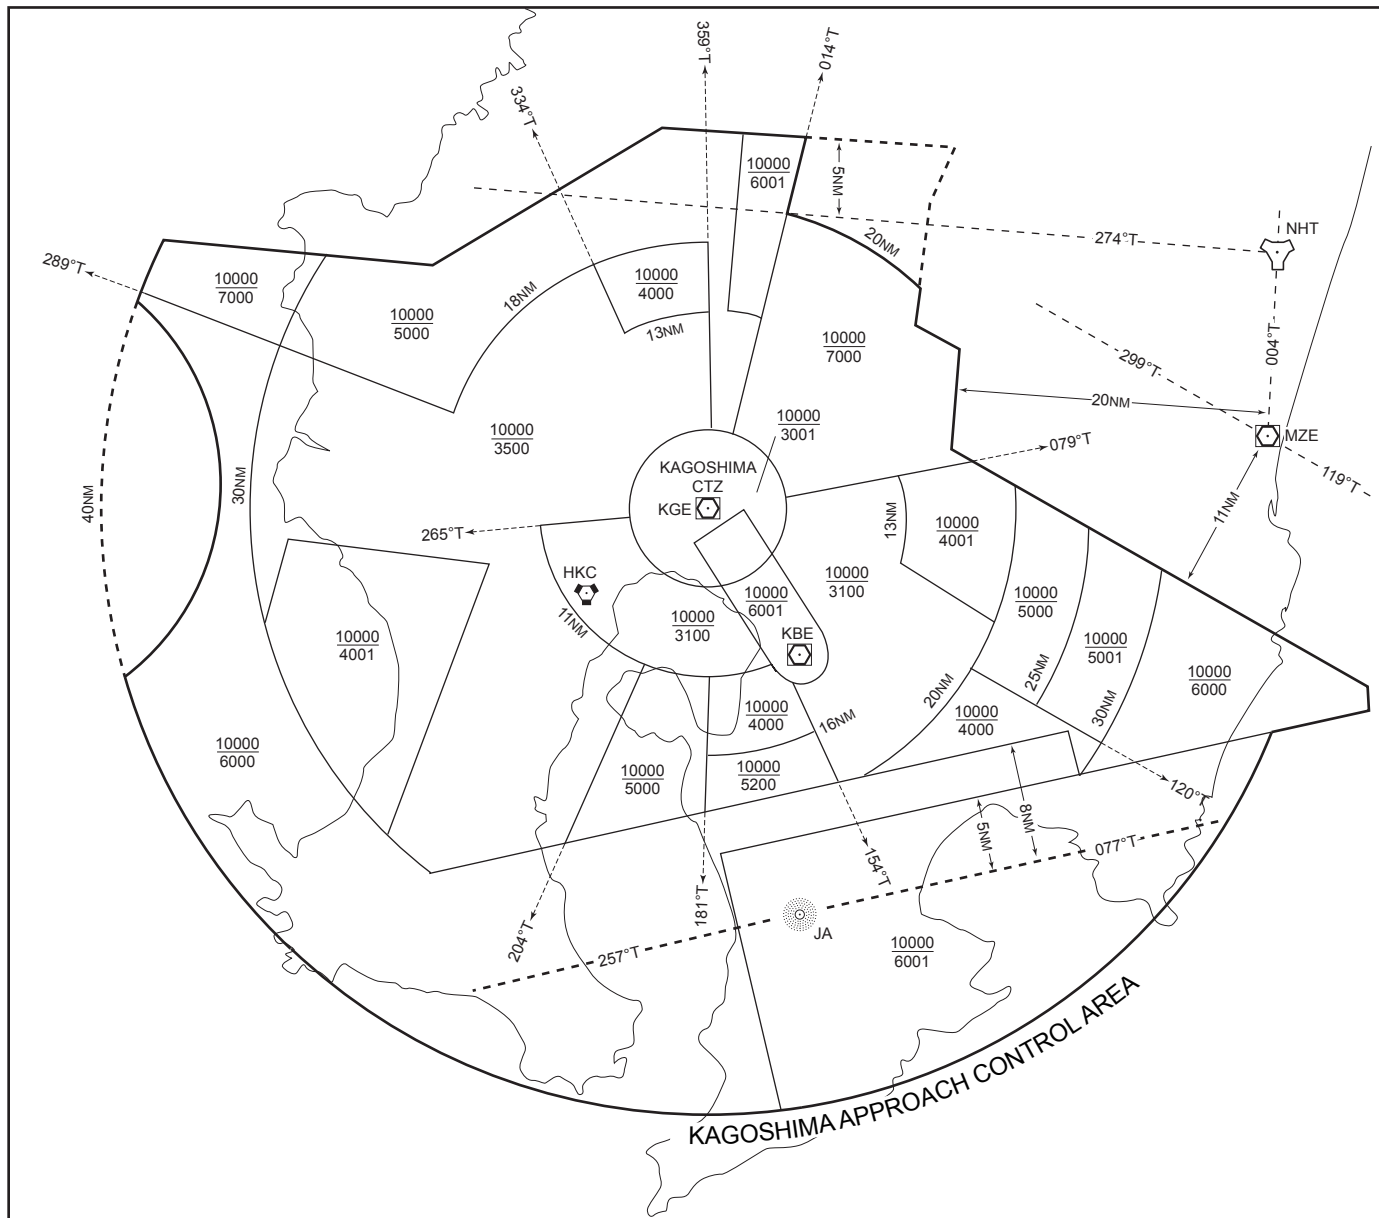 359°T
014°T
334°T
10000
6001
5NM
NHT
274°T
20NM
289°T
10000
7000
10000
4000
18NM
10000
5000
13NM
004°T
10000
7000
299°T
20NM
MZE
119°T
10000
3500
10000
3001
079°T
KAGOSHIMA
CTZ
KGE
30NM
40NM
11NM
13NM
265°T
10000
4001
HKC
10000
3100
10000
5000
10000
6001
11NM
10000
3100
KBE
10000
4001
10000
5001
25NM
10000
6000
20NM
30NM
10000
4000
16NM
10000
4000
10000
6000
10000
5000
10000
5200
120°T
8NM
5NM
077°T
154°T
181°T
204°T
257°T
JA
10000
6001
KAGOSHIMA APPROACH CONTROL AREA